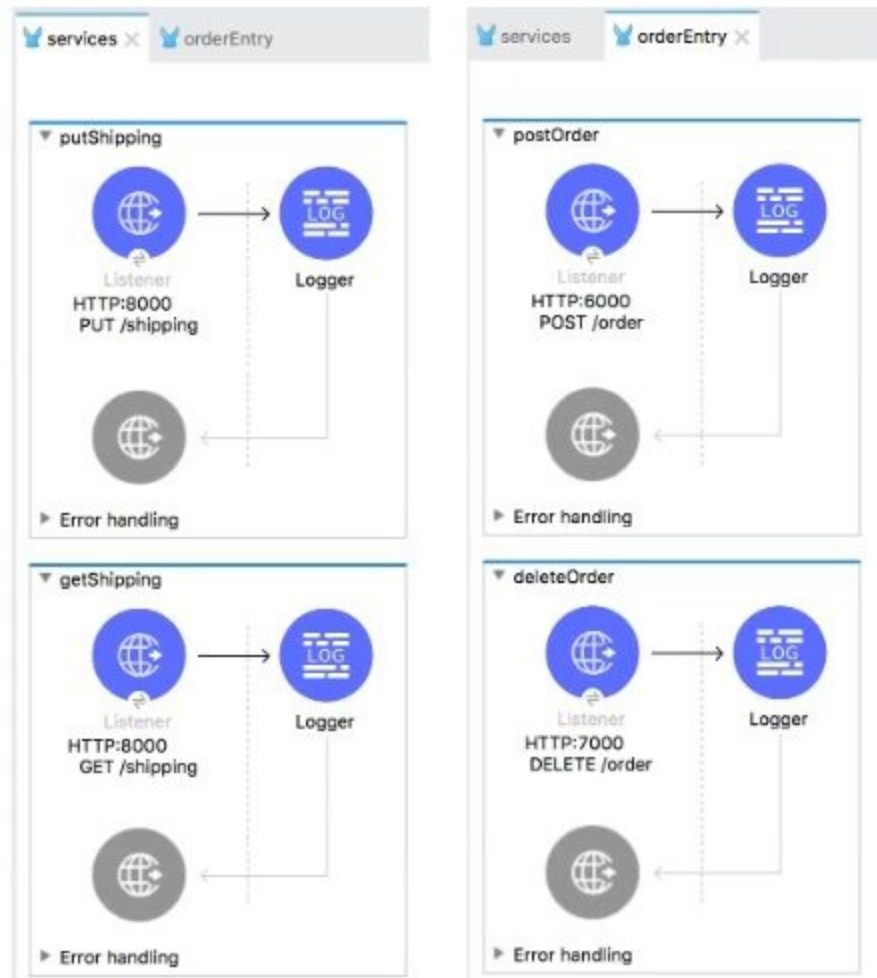 services
orderEntry
putShipping
LOG
Listener
Logger
HTTP:8000
PUT /shipping
Error handling
getShipping
LOG
Listener
Logger
HTTP:8000
GET /shipping
Error handling
services
orderEntry
postOrder
LOG
Listener
Logger
HTTP:6000
POST /order
Error handling
deleteOrder
LOG
Listener
Logger
HTTP:7000
DELETE /order
Error handling